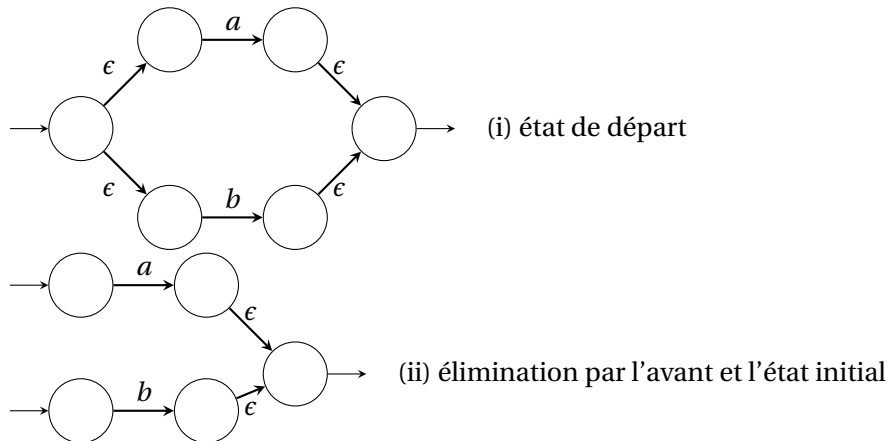 a
ϵ
ϵ
(i) état de départ
ϵ
ϵ
b
a
ϵ
(ii) élimination par l'avant et l'état initial
b
ϵ